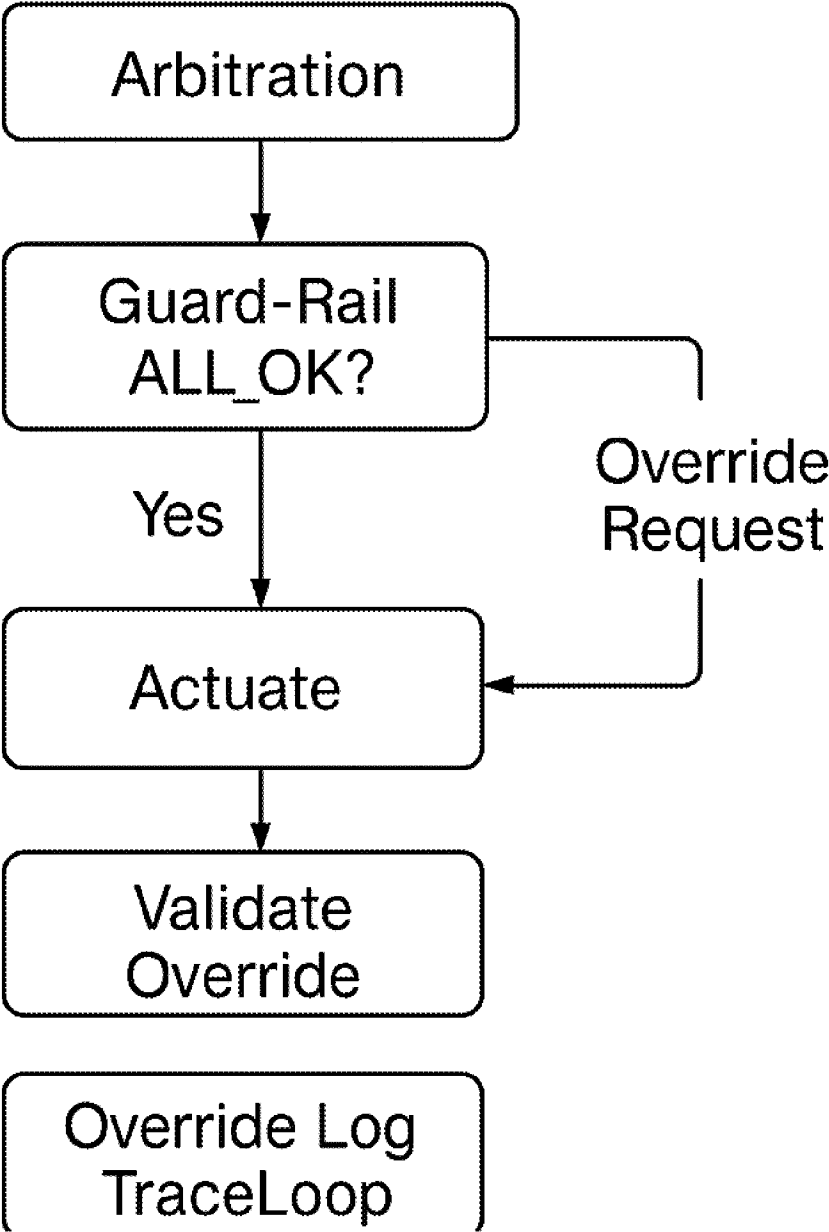 Arbitration
Guard-Rail
ALL_OK?
Yes
Override
Request
Actuate
Validate
Override
Override Log
TraceLoop